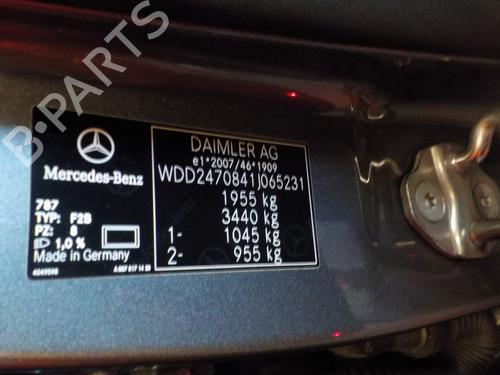 B-PARTS
Mercedes-Benz
787
TYP: F2B
PZ: 8
1,0 %
Made in Germany
DAIMLER AG
e1*2007/46*1909
WDD2470841J065231
1955 kg
3440 kg
1- 1045 kg
2- 955 kg